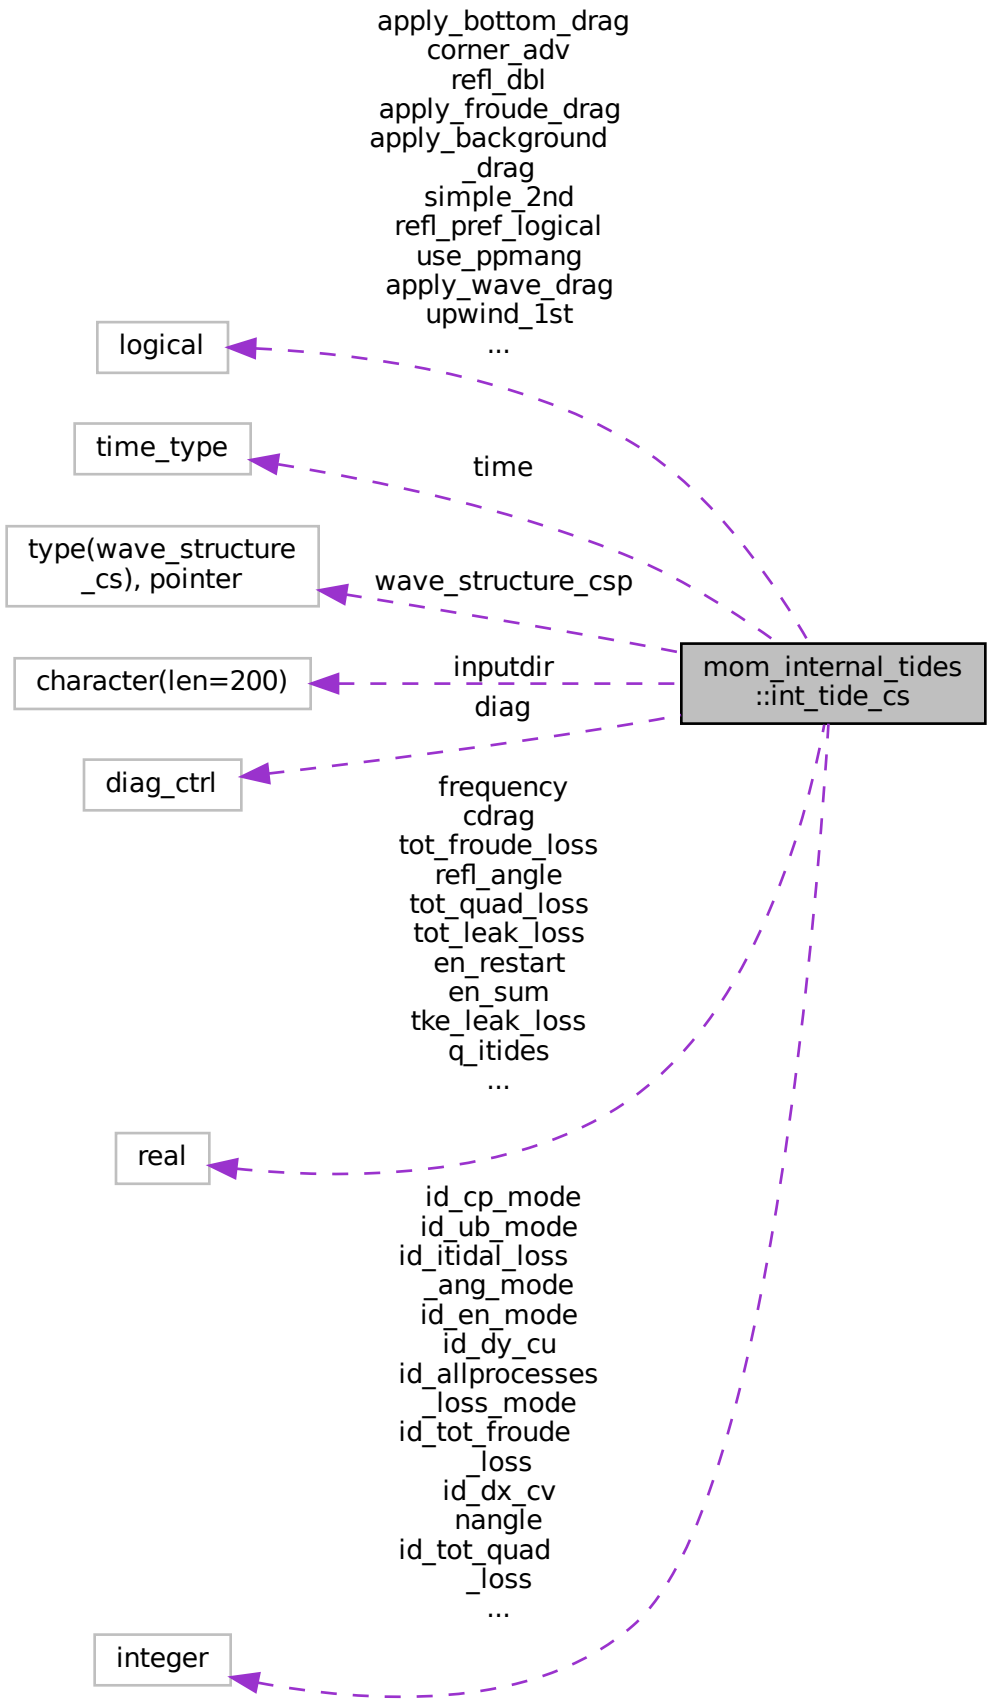 apply_bottom_drag
corner_adv
refl_dbl
apply_froude_drag
apply_background
_drag
simple_2nd
refl_pref_logical
use_ppmang
apply_wave_drag
upwind_1st
...
logical
time_type
time
type(wave_structure
_cs), pointer
wave_structure_csp
mom_internal_tides
::int_tide_cs
character(len=200)
inputdir
diag
diag_ctrl
frequency
cdrag
tot_froude_loss
refl_angle
tot_quad_loss
tot_leak_loss
en_restart
en_sum
tke_leak_loss
q_itides
...
real
id_cp_mode
id_ub_mode
id_itidal_loss
_ang_mode
id_en_mode
id_dy_cu
id_allprocesses
_loss_mode
id_tot_froude
_loss
id_dx_cv
nangle
id_tot_quad
_loss
...
integer